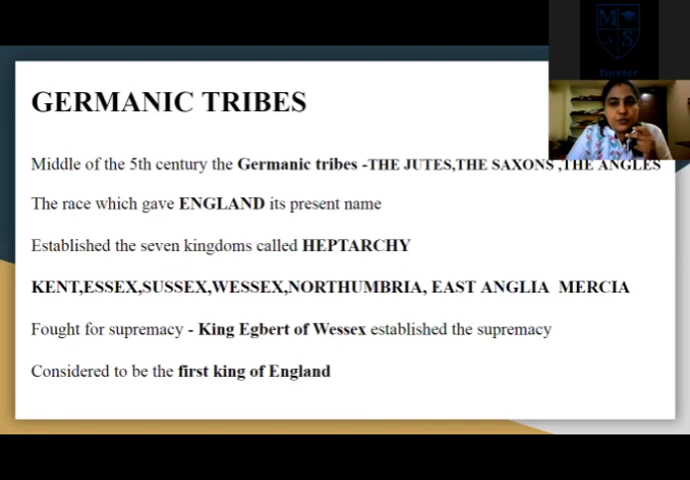 M
S
Tipster
GERMANIC TRIBES
Middle of the 5th century the Germanic tribes -THE JUTES,THE SAXONS ,THE ANGLES
The race which gave ENGLAND its present name
Established the seven kingdoms called HEPTARCHY
KENT,ESSEX,SUSSEX,WESSEX,NORTHUMBRIA, EAST ANGLIA MERCIA
Fought for supremacy - King Egbert of Wessex established the supremacy
Considered to be the first king of England